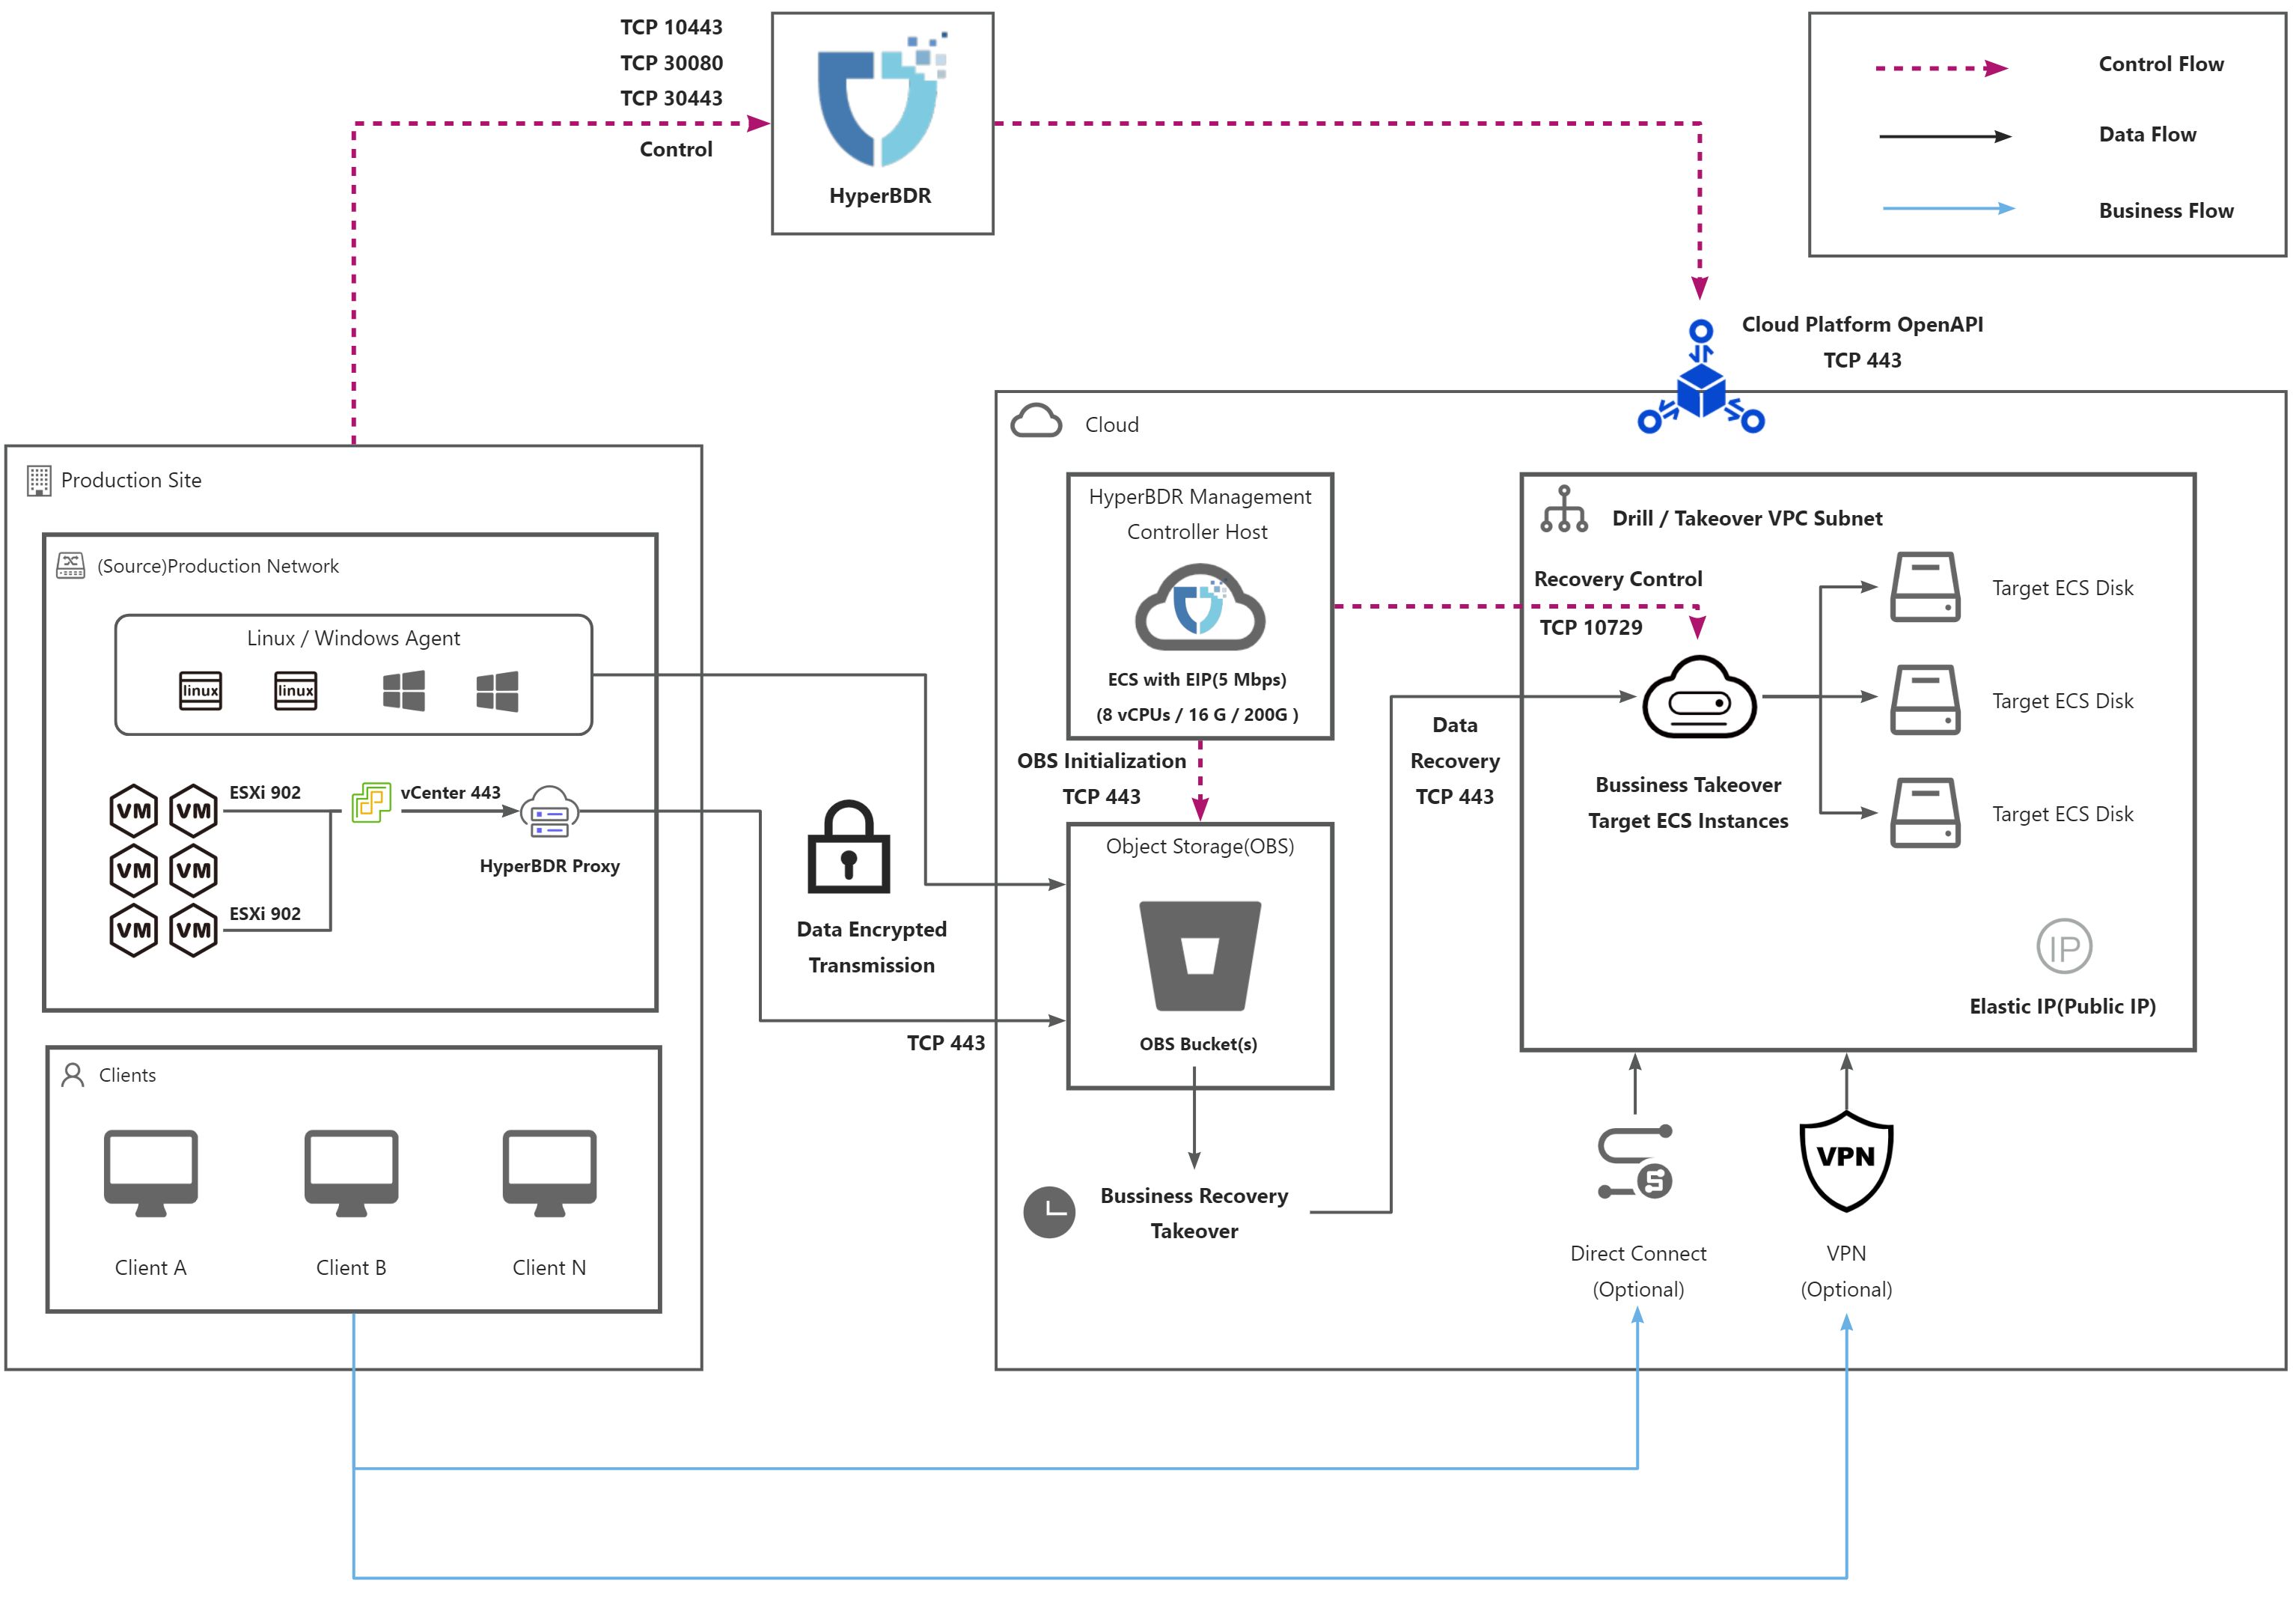 TCP 10443
TCP 30080
TCP 30443
Control
HyperBDR
Control Flow
Data Flow
Business Flow
Cloud Platform OpenAPI
TCP 443
Production Site
(Source)Production Network
Linux / Windows Agent
linux
linux
VM
VM
VM
VM
VM
VM
ESXi 902
ESXi 902
vCenter 443
HyperBDR Proxy
Clients
Client A
Client B
Client N
Data Encrypted
Transmission
TCP 443
Cloud
HyperBDR Management
Controller Host
ECS with EIP(5 Mbps)
(8 vCPUs / 16 G / 200G )
OBS Initialization
TCP 443
Object Storage(OBS)
OBS Bucket(s)
Bussiness Recovery
Takeover
Data
Recovery
TCP 443
Drill / Takeover VPC Subnet
Recovery Control
TCP 10729
Bussiness Takeover
Target ECS Instances
Target ECS Disk
Target ECS Disk
Target ECS Disk
IP
Elastic IP(Public IP)
S
Direct Connect
(Optional)
VPN
VPN
(Optional)